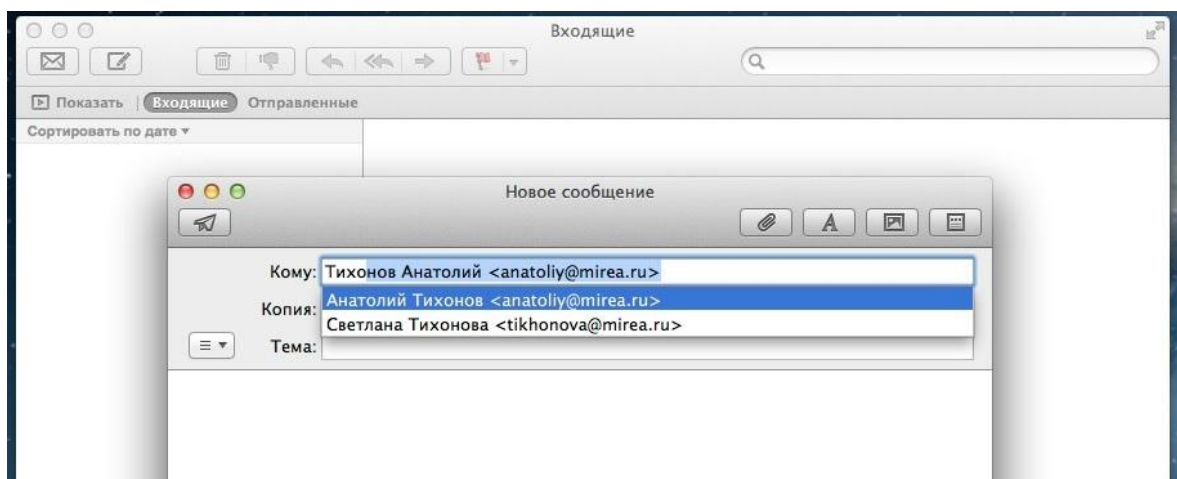 Входящие
Показать | Входящие Отправленные
Сортировать по дате ▾
Новое сообщение
Кому: Тихонов Анатолий <anatoliy@mirea.ru>
Анатолий Тихонов <anatoliy@mirea.ru>
Копия:
Светлана Тихонова <tikhonova@mirea.ru>
Тема: